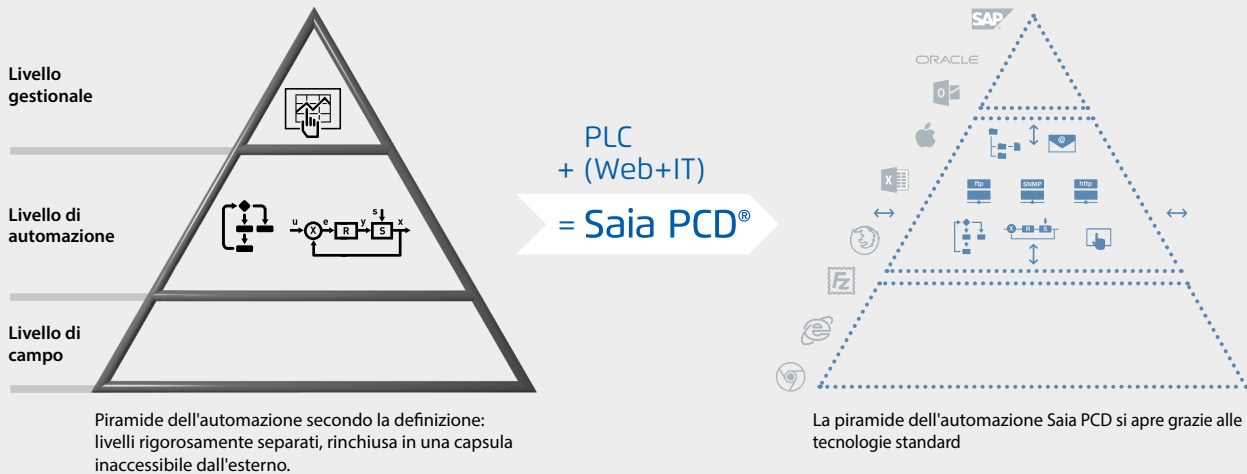 Livello
gestionale
Livello di
automazione
u
e
y
s
x
X
R
S
Livello di
campo
Piramide dell'automazione secondo la definizione:
livelli rigorosamente separati, rinchiusa in una capsula
inaccessibile dall'esterno.
PLC
+ (Web+IT)
= Saia PCD®
SAP
ORACLE
O
X
Fz
@
ftp
SNMP
http
X
R
S
La piramide dell'automazione Saia PCD si apre grazie alle
tecnologie standard